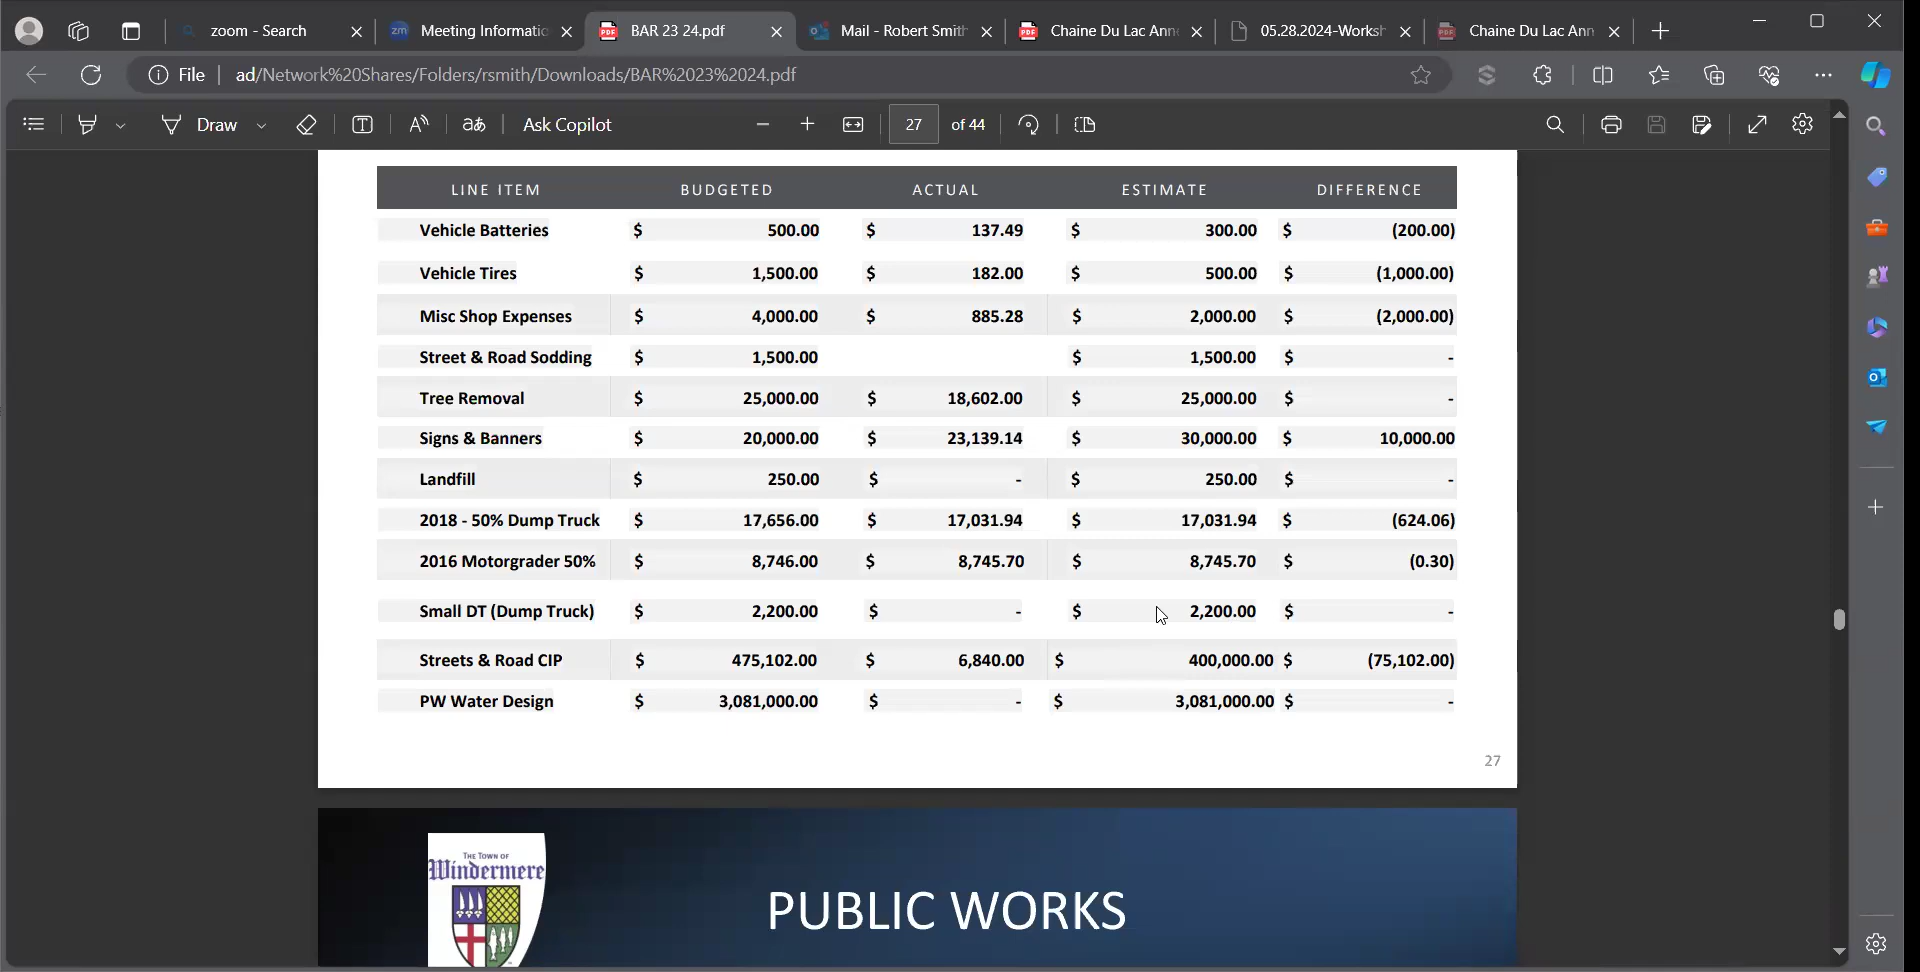 zoom - Search
zm Meeting Informatio
PDF BAR 23 24.pdf
Mail - Robert Smith
PDF Chaine Du Lac Ann
05.28.2024-Worksh
PDF Chaine Du Lac Ann
File ad/Network%20Shares/Folders/rsmith/Downloads/BAR%2023%2024.pdf
Draw T A aあ Ask Copilot 27 of 44
LINE ITEM BUDGETED ACTUAL ESTIMATE DIFFERENCE
Vehicle Batteries $ 500.00 $ 137.49 $ 300.00 $ (200.00)
Vehicle Tires $ 1,500.00 $ 182.00 $ 500.00 $ (1,000.00)
Misc Shop Expenses $ 4,000.00 $ 885.28 $ 2,000.00 $ (2,000.00)
Street & Road Sodding $ 1,500.00 $ 1,500.00 $ -
Tree Removal $ 25,000.00 $ 18,602.00 $ 25,000.00 $ -
Signs & Banners $ 20,000.00 $ 23,139.14 $ 30,000.00 $ 10,000.00
Landfill $ 250.00 $ - $ 250.00 $ -
2018 - 50% Dump Truck $ 17,656.00 $ 17,031.94 $ 17,031.94 $ (624.06)
2016 Motorgrader 50% $ 8,746.00 $ 8,745.70 $ 8,745.70 $ (0.30)
Small DT (Dump Truck) $ 2,200.00 $ - $ 2,200.00 $ -
Streets & Road CIP $ 475,102.00 $ 6,840.00 $ 400,000.00 $ (75,102.00)
PW Water Design $ 3,081,000.00 $ - $ 3,081,000.00 $ -
27
THE TOWN OF
Windermere
PUBLIC WORKS